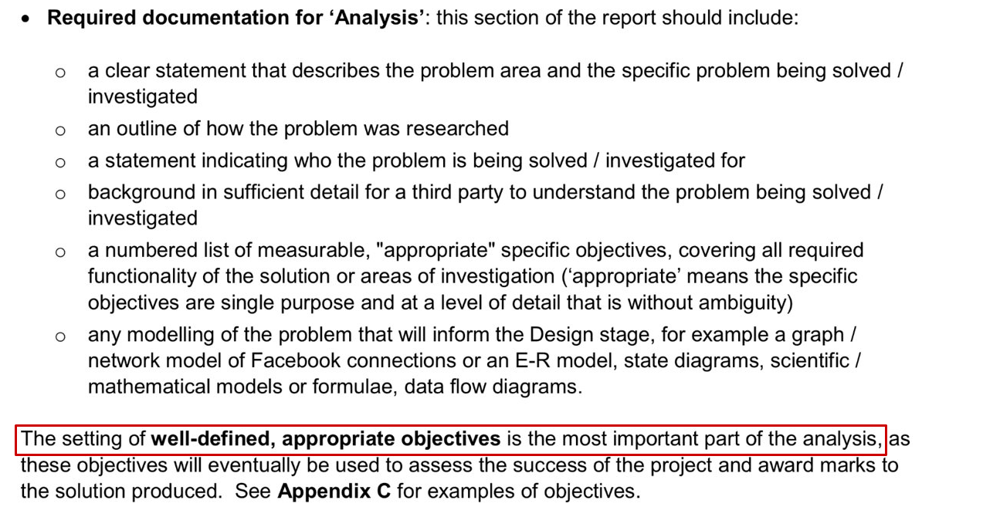 • Required documentation for ‘Analysis’: this section of the report should include:
o a clear statement that describes the problem area and the specific problem being solved /
investigated
o an outline of how the problem was researched
o a statement indicating who the problem is being solved / investigated for
o background in sufficient detail for a third party to understand the problem being solved /
investigated
o a numbered list of measurable, "appropriate" specific objectives, covering all required
functionality of the solution or areas of investigation (‘appropriate’ means the specific
objectives are single purpose and at a level of detail that is without ambiguity)
o any modelling of the problem that will inform the Design stage, for example a graph /
network model of Facebook connections or an E-R model, state diagrams, scientific /
mathematical models or formulae, data flow diagrams.
The setting of well-defined, appropriate objectives is the most important part of the analysis, as
these objectives will eventually be used to assess the success of the project and award marks to
the solution produced.  See Appendix C for examples of objectives.